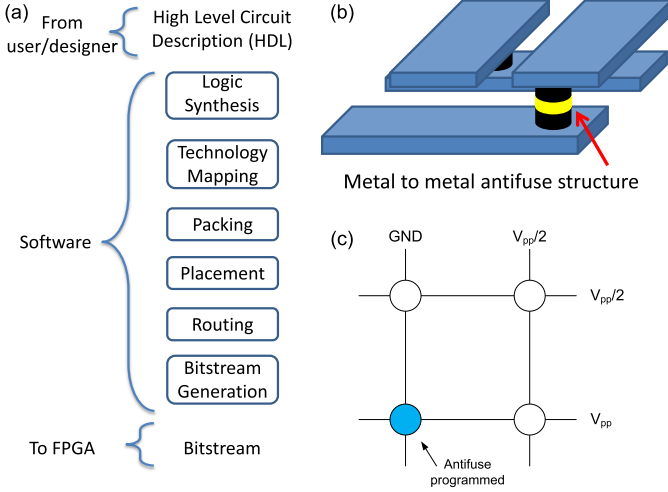 (a)
From
user/designer
High Level Circuit
Description (HDL)
Software
Logic
Synthesis
Technology
Mapping
Packing
Placement
Routing
Bitstream
Generation
To FPGA
Bitstream
(b)
Metal to metal antifuse structure
(c)
GND
Vpp/2
Vpp/2
Vpp
Antifuse
programmed